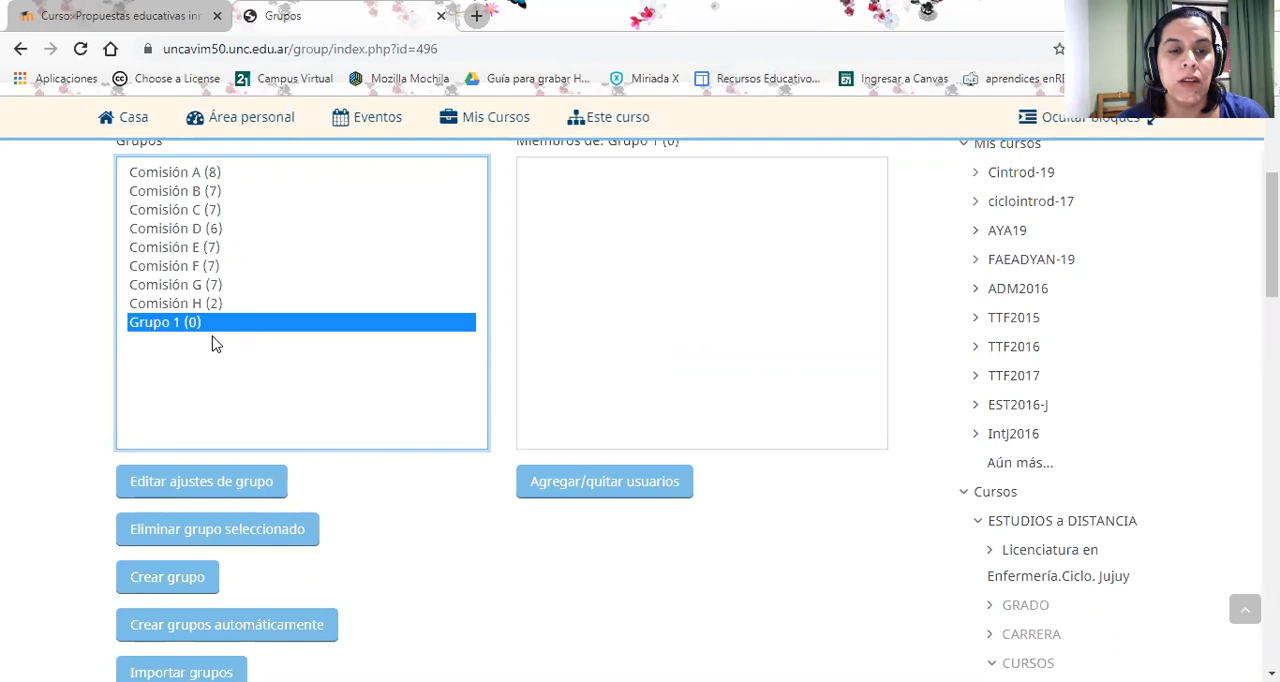 Curso: Propuestas educativas inr
Grupos
uncavim50.unc.edu.ar/group/index.php?id=496
Aplicaciones
Choose a License
Campus Virtual
Mozilla Mochila
Guía para grabar H...
Miriada X
Recursos Educativo...
Ingresar a Canvas
aprendices enRE
Casa
Área personal
Eventos
Mis Cursos
Este curso
Ocultar bloques
Grupos
Miembros de: Grupo 1 (0)
Comisión A (8)
Comisión B (7)
Comisión C (7)
Comisión D (6)
Comisión E (7)
Comisión F (7)
Comisión G (7)
Comisión H (2)
Grupo 1 (0)
Editar ajustes de grupo
Agregar/quitar usuarios
Eliminar grupo seleccionado
Crear grupo
Crear grupos automáticamente
Importar grupos
Mis cursos
Cintrod-19
ciclointrod-17
AYA19
FAEADYAN-19
ADM2016
TTF2015
TTF2016
TTF2017
EST2016-J
IntJ2016
Aún más...
Cursos
ESTUDIOS a DISTANCIA
Licenciatura en
Enfermería.Ciclo. Jujuy
GRADO
CARRERA
CURSOS